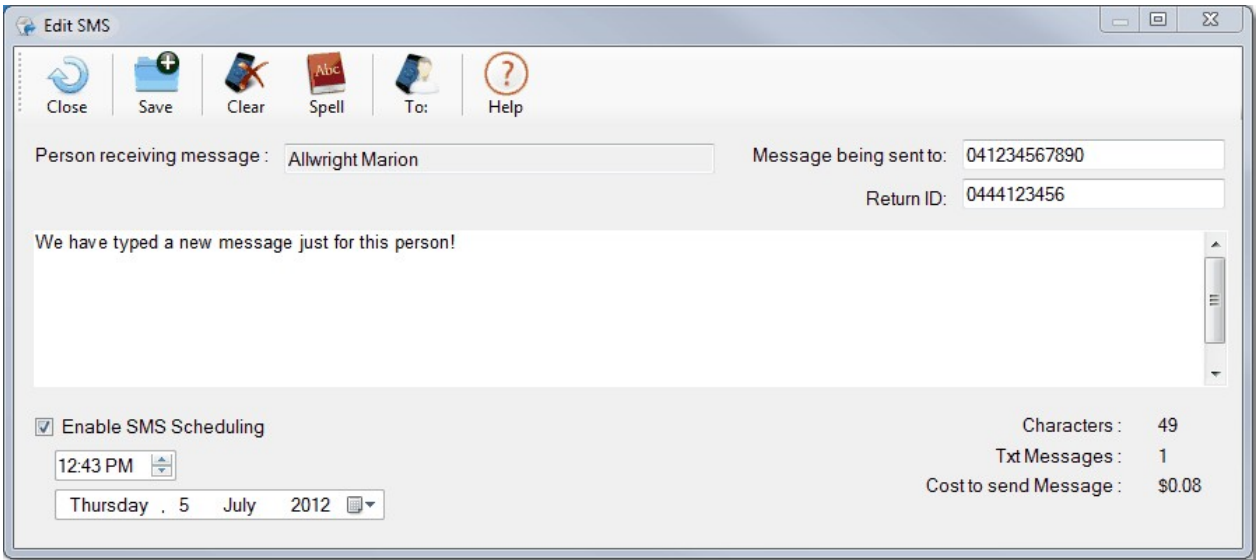 Edit SMS
Close Save Clear Spell To: Help
Abc
Person receiving message : Allwright Marion
Message being sent to: 041234567890
Return ID: 0444123456
We have typed a new message just for this person!
Enable SMS Scheduling
12:43 PM
Thursday , 5 July 2012
Characters : 49
Txt Messages : 1
Cost to send Message : $0.08